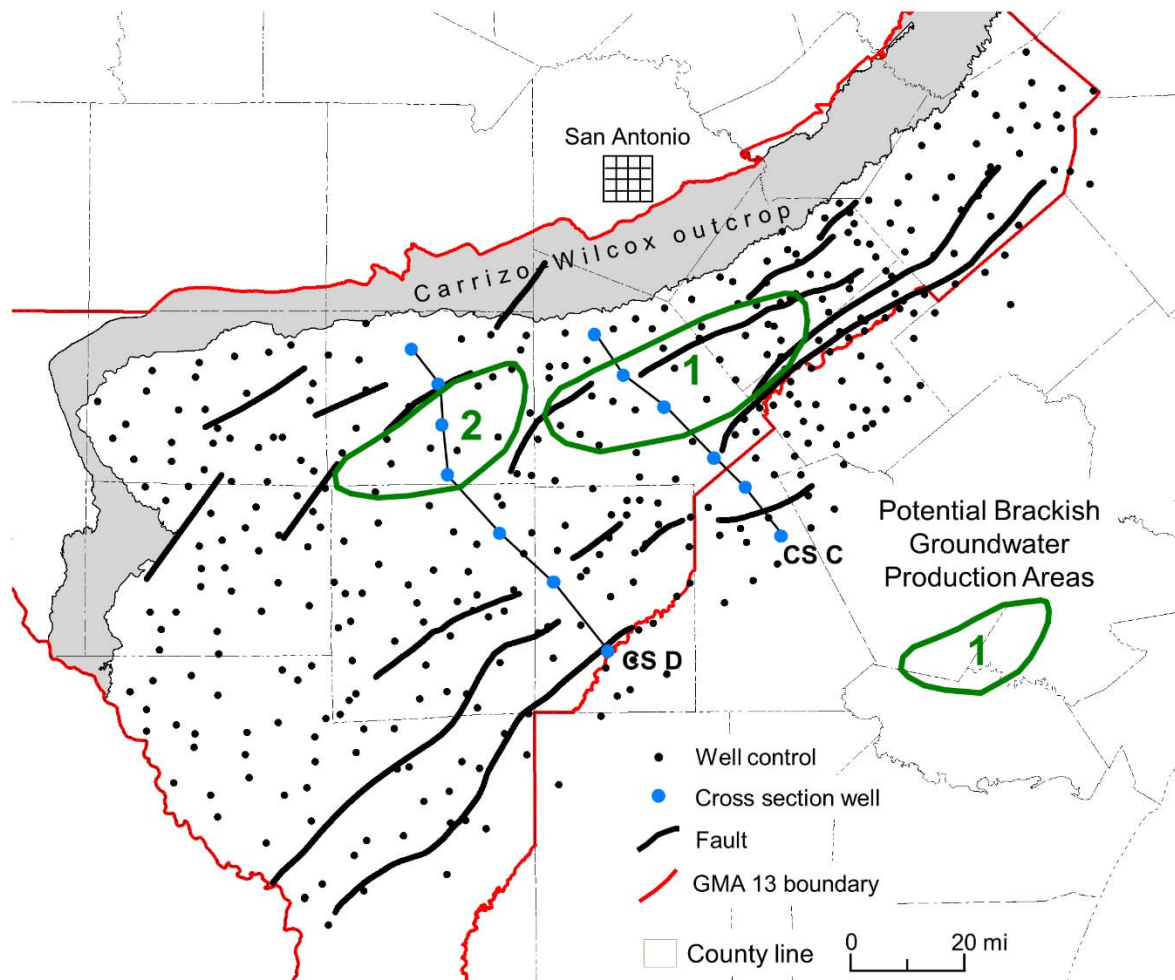 San Antonio
Carrizo-Wilcox outcrop
1
2
CS C
CS D
Potential Brackish
Groundwater
Production Areas
1
Well control
Cross section well
Fault
GMA 13 boundary
County line
0 20 mi